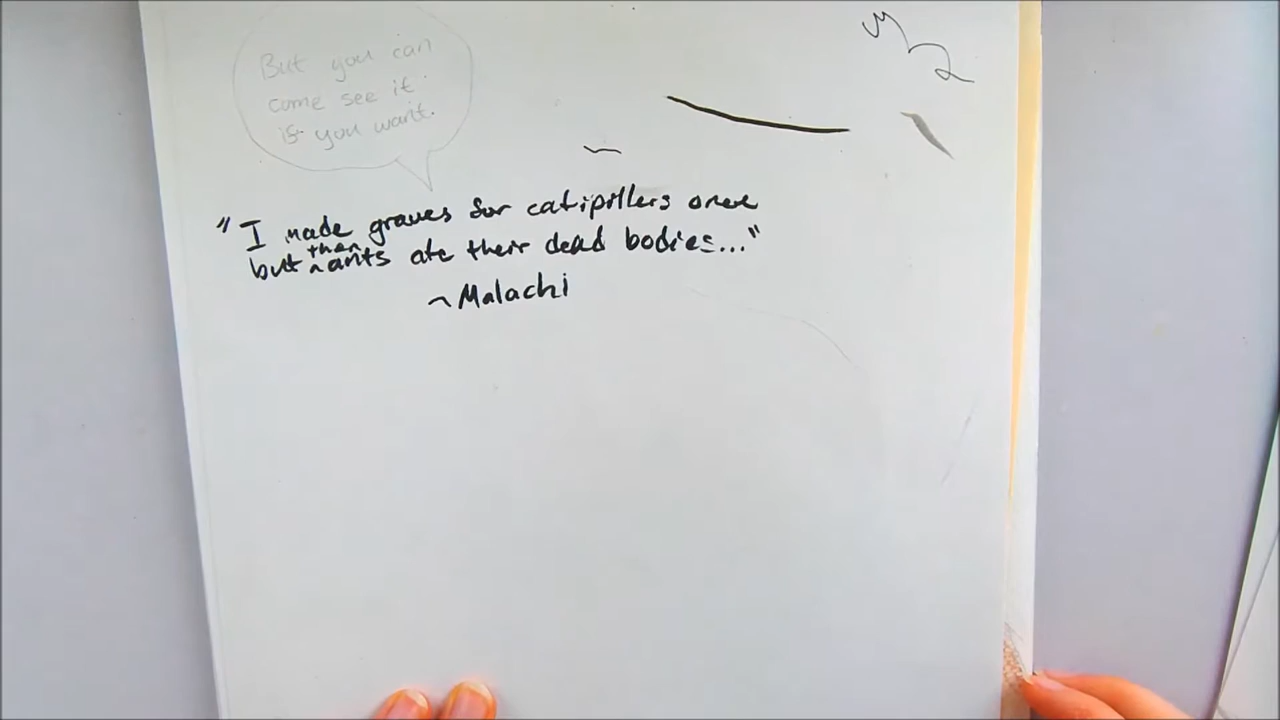 But you can
come see it
if you want.
"I made graves for catipillers once
but then ants ate their dead bodies..."
~Malachi